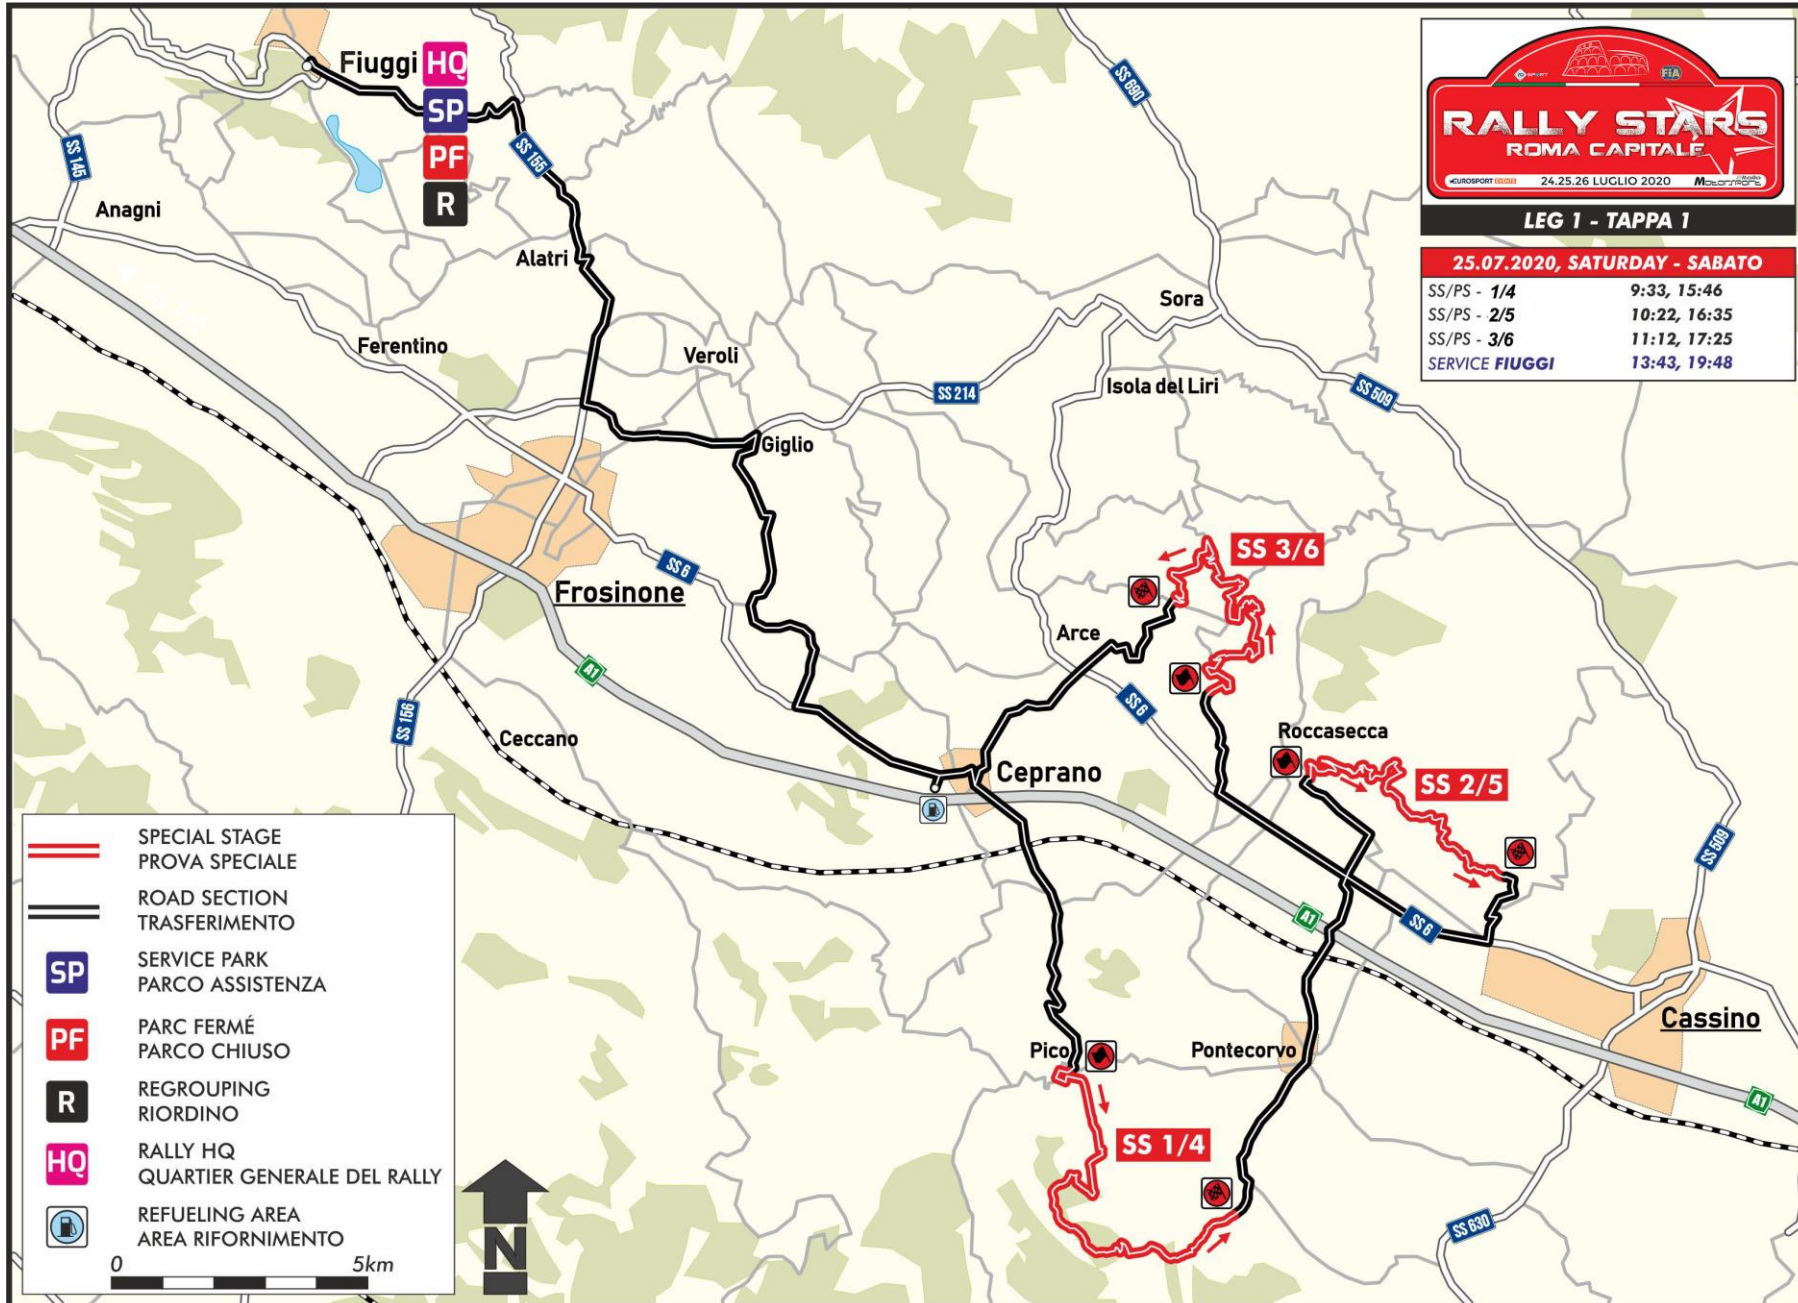 Fiuggi
HQ
SP
PF
R
SS 690
SS 145
SS 155
Anagni
Alatri
Sora
Ferentino
Veroli
SS 214
Isola del Liri
SS 509
Giglio
SS 3/6
SS 6
Frosinone
Arce
A1
SS 6
SS 156
Ceccano
Roccasecca
Ceprano
SS 2/5
SS 509
A1
SS 6
Cassino
Pico
Pontecorvo
A1
SS 1/4
SS 630
RALLY STARS
ROMA CAPITALE
EUROSPORT EVENTS
24.25.26 LUGLIO 2020
Motorsport
FIA
LEG 1 - TAPPA 1
25.07.2020, SATURDAY - SABATO
SS/PS - 1/4 9:33, 15:46
SS/PS - 2/5 10:22, 16:35
SS/PS - 3/6 11:12, 17:25
SERVICE FIUGGI 13:43, 19:48
SPECIAL STAGE
PROVA SPECIALE
ROAD SECTION
TRASFERIMENTO
SP
SERVICE PARK
PARCO ASSISTENZA
PF
PARC FERMÉ
PARCO CHIUSO
R
REGROUPING
RIORDINO
HQ
RALLY HQ
QUARTIER GENERALE DEL RALLY
REFUELING AREA
AREA RIFORNIMENTO
0 5km
N